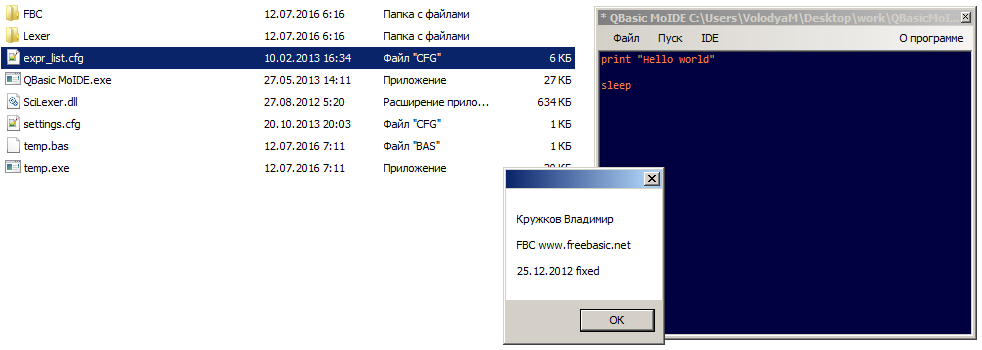 FBC 12.07.2016 6:16 Папка с файлами
Lexer 12.07.2016 6:16 Папка с файлами
expr_list.cfg 10.02.2013 16:34 Файл "CFG" 6 КБ
QBasic MoIDE.exe 27.05.2013 14:11 Приложение 27 КБ
SciLexer.dll 27.08.2012 5:20 Расширение прило... 634 КБ
settings.cfg 20.10.2013 20:03 Файл "CFG" 1 КБ
temp.bas 12.07.2016 7:11 Файл "BAS" 1 КБ
temp.exe 12.07.2016 7:11 Приложение 20 КБ
* QBasic MoIDE C:\Users\VolodyaM\Desktop\work\QBasicMoI...
Файл Пуск IDE О программе
print "Hello world"
sleep
Кружков Владимир
FBC www.freebasic.net
25.12.2012 fixed
OK